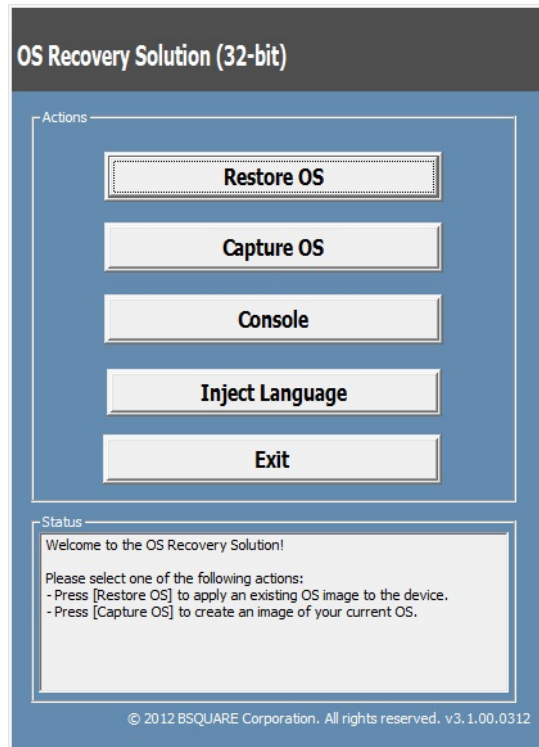 OS Recovery Solution (32-bit)
Actions
Restore OS
Capture OS
Console
Inject Language
Exit
Status
Welcome to the OS Recovery Solution!
Please select one of the following actions:
- Press [Restore OS] to apply an existing OS image to the device.
- Press [Capture OS] to create an image of your current OS.
© 2012 BSQUARE Corporation. All rights reserved. v3.1.00.0312